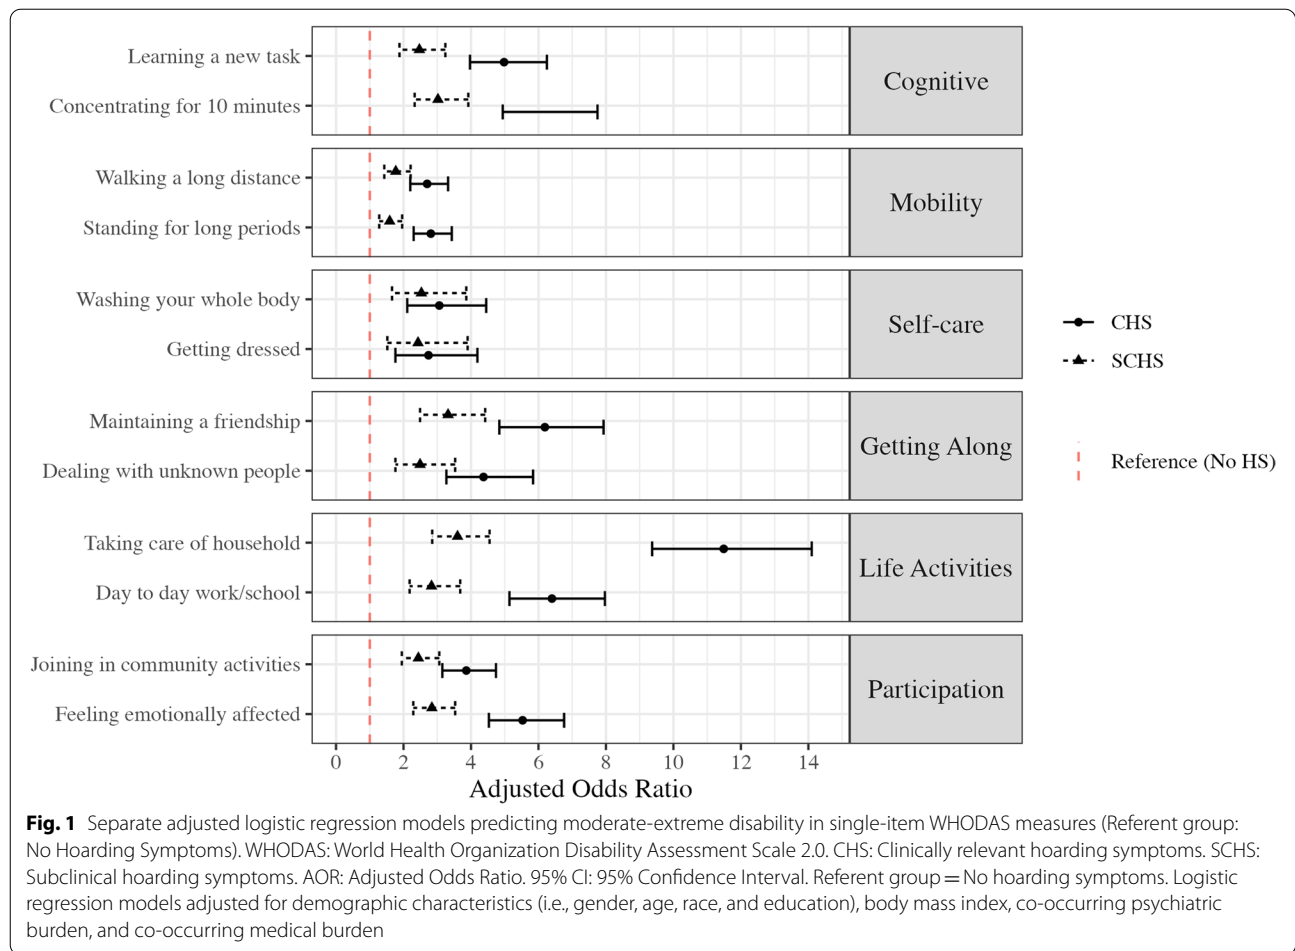 Learning a new task
Concentrating for 10 minutes
Cognitive
Walking a long distance
Standing for long periods
Mobility
Washing your whole body
Getting dressed
Self-care
Maintaining a friendship
Dealing with unknown people
Getting Along
Taking care of household
Day to day work/school
Life Activities
Joining in community activities
Feeling emotionally affected
Participation
0 2 4 6 8 10 12 14
Adjusted Odds Ratio
CHS
SCHS
Reference (No HS)
Fig. 1 Separate adjusted logistic regression models predicting moderate-extreme disability in single-item WHODAS measures (Referent group:
No Hoarding Symptoms). WHODAS: World Health Organization Disability Assessment Scale 2.0. CHS: Clinically relevant hoarding symptoms. SCHS:
Subclinical hoarding symptoms. AOR: Adjusted Odds Ratio. 95% CI: 95% Confidence Interval. Referent group = No hoarding symptoms. Logistic
regression models adjusted for demographic characteristics (i.e., gender, age, race, and education), body mass index, co-occurring psychiatric
burden, and co-occurring medical burden